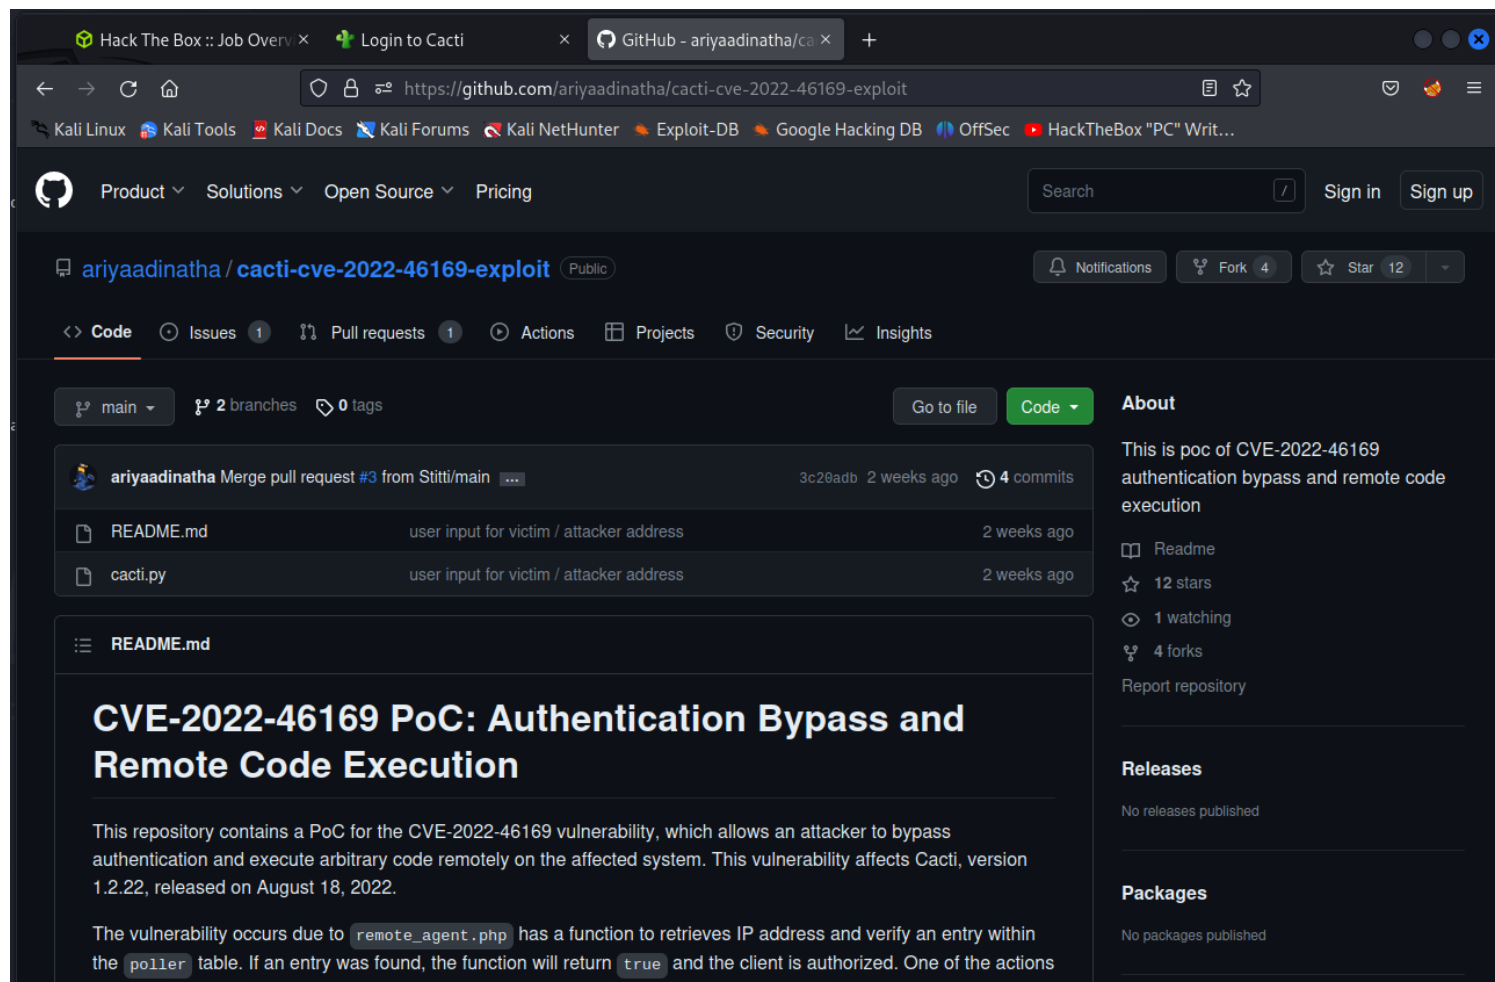 Hack The Box :: Job Overvi
Login to Cacti
GitHub - ariyaadinatha/ca
https://github.com/ariyaadinatha/cacti-cve-2022-46169-exploit
Kali Linux Kali Tools Kali Docs Kali Forums Kali NetHunter Exploit-DB Google Hacking DB OffSec HackTheBox "PC" Writ...
Product Solutions Open Source Pricing Search / Sign in Sign up
ariyaadinatha / cacti-cve-2022-46169-exploit Public Notifications Fork 4 Star 12
Code Issues 1 Pull requests 1 Actions Projects Security Insights
main 2 branches 0 tags Go to file Code
ariyaadinatha Merge pull request #3 from Stitti/main ... 3c20adb 2 weeks ago 4 commits
README.md user input for victim / attacker address 2 weeks ago
cacti.py user input for victim / attacker address 2 weeks ago
README.md
CVE-2022-46169 PoC: Authentication Bypass and
Remote Code Execution
This repository contains a PoC for the CVE-2022-46169 vulnerability, which allows an attacker to bypass
authentication and execute arbitrary code remotely on the affected system. This vulnerability affects Cacti, version
1.2.22, released on August 18, 2022.
The vulnerability occurs due to remote_agent.php has a function to retrieves IP address and verify an entry within
the poller table. If an entry was found, the function will return true and the client is authorized. One of the actions
About
This is poc of CVE-2022-46169
authentication bypass and remote code
execution
Readme
12 stars
1 watching
4 forks
Report repository
Releases
No releases published
Packages
No packages published